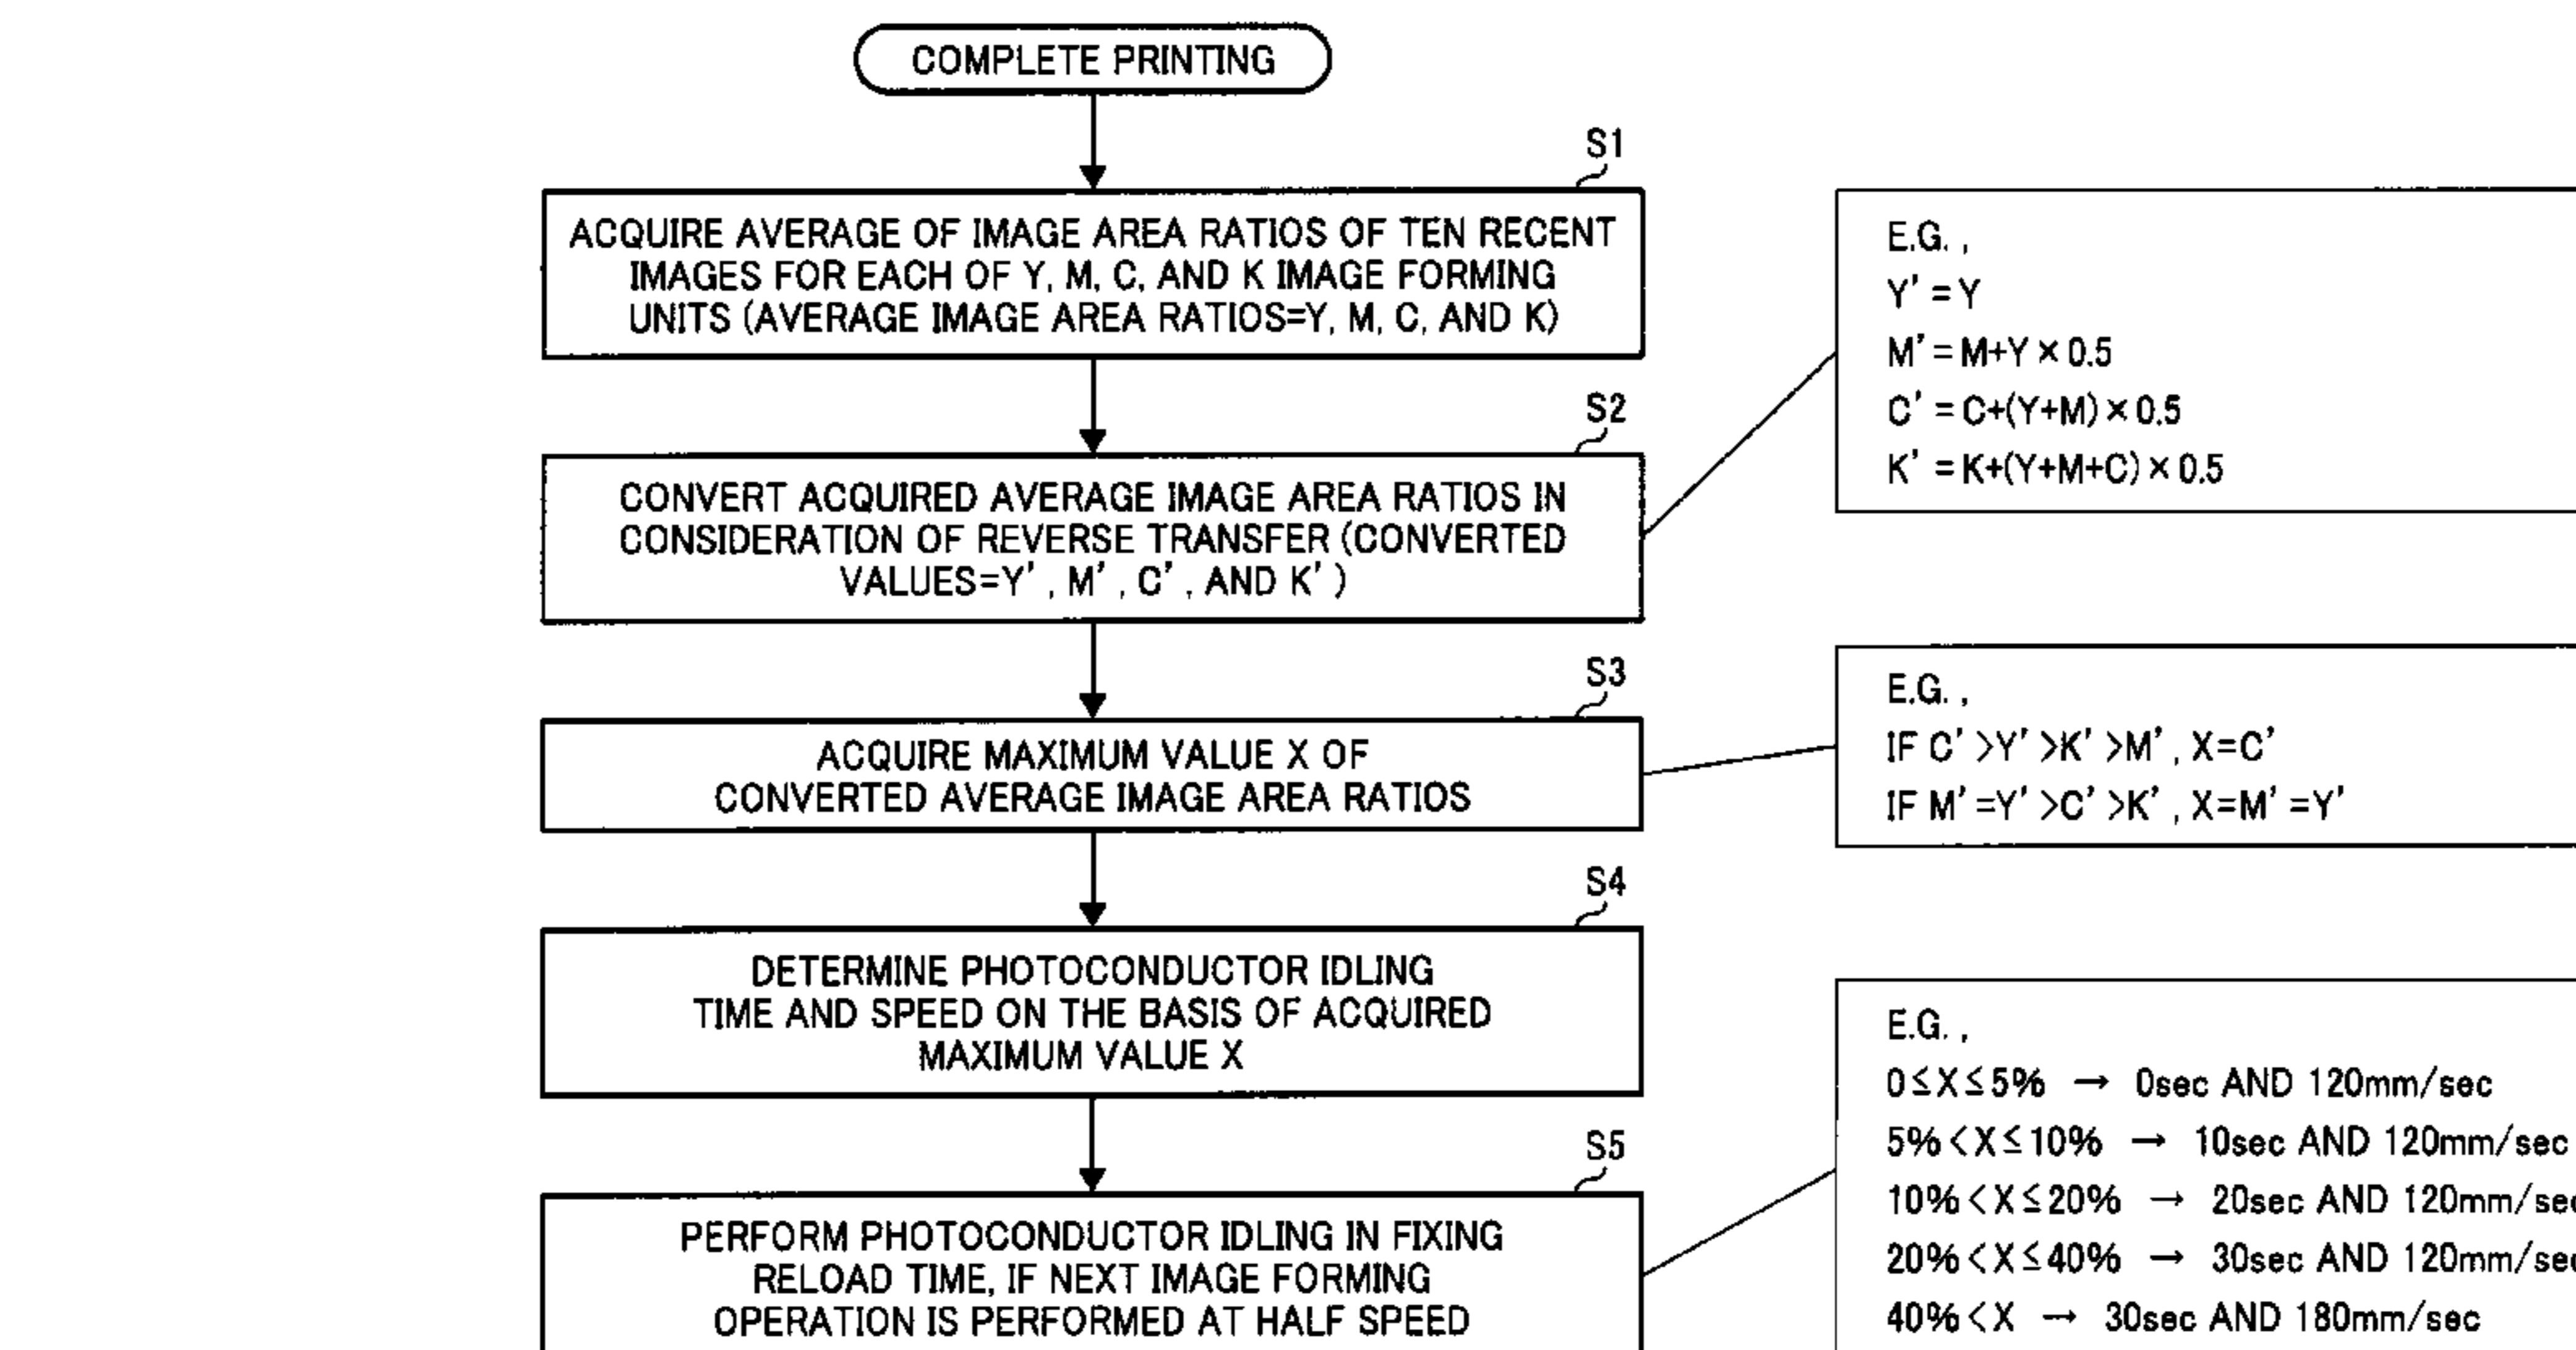 COMPLETE PRINTING
S1
ACQUIRE AVERAGE OF IMAGE AREA RATIOS OF TEN RECENT
IMAGES FOR EACH OF Y, M, C, AND K IMAGE FORMING
UNITS (AVERAGE IMAGE AREA RATIOS=Y, M, C, AND K)
E.G.,
Y' = Y
M' = M+Y × 0.5
C' = C+(Y+M) × 0.5
K' = K+(Y+M+C) × 0.5
S2
CONVERT ACQUIRED AVERAGE IMAGE AREA RATIOS IN
CONSIDERATION OF REVERSE TRANSFER (CONVERTED
VALUES=Y', M', C', AND K')
S3
ACQUIRE MAXIMUM VALUE X OF
CONVERTED AVERAGE IMAGE AREA RATIOS
E.G.,
IF C' >Y' >K' >M', X=C'
IF M' =Y' >C' >K', X=M' =Y'
S4
DETERMINE PHOTOCONDUCTOR IDLING
TIME AND SPEED ON THE BASIS OF ACQUIRED
MAXIMUM VALUE X
E.G.,
0≤X≤5% → 0sec AND 120mm/sec
5%<X≤10% → 10sec AND 120mm/sec
10%<X≤20% → 20sec AND 120mm/sec
20%<X≤40% → 30sec AND 120mm/sec
40%<X → 30sec AND 180mm/sec
S5
PERFORM PHOTOCONDUCTOR IDLING IN FIXING
RELOAD TIME, IF NEXT IMAGE FORMING
OPERATION IS PERFORMED AT HALF SPEED